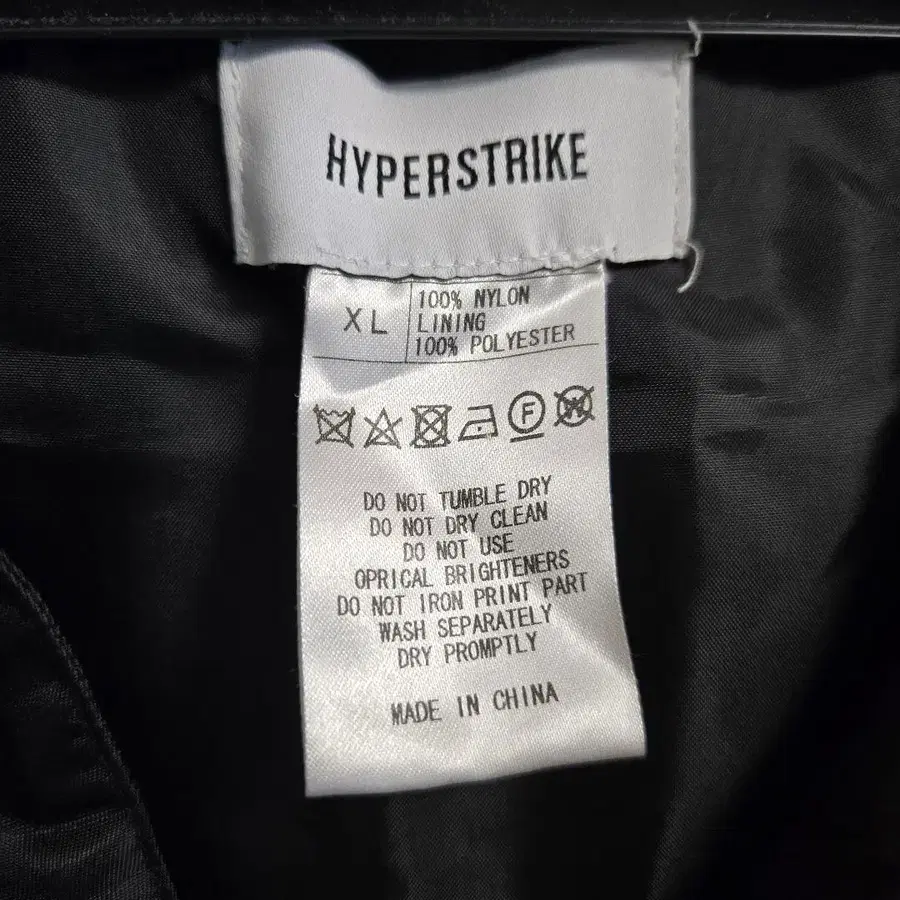 HYPERSTRIKE
XL
100% NYLON
LINING
100% POLYESTER
F
W
DO NOT TUMBLE DRY
DO NOT DRY CLEAN
DO NOT USE
OPRICAL BRIGHTENERS
DO NOT IRON PRINT PART
WASH SEPARATELY
DRY PROMPTLY
MADE IN CHINA